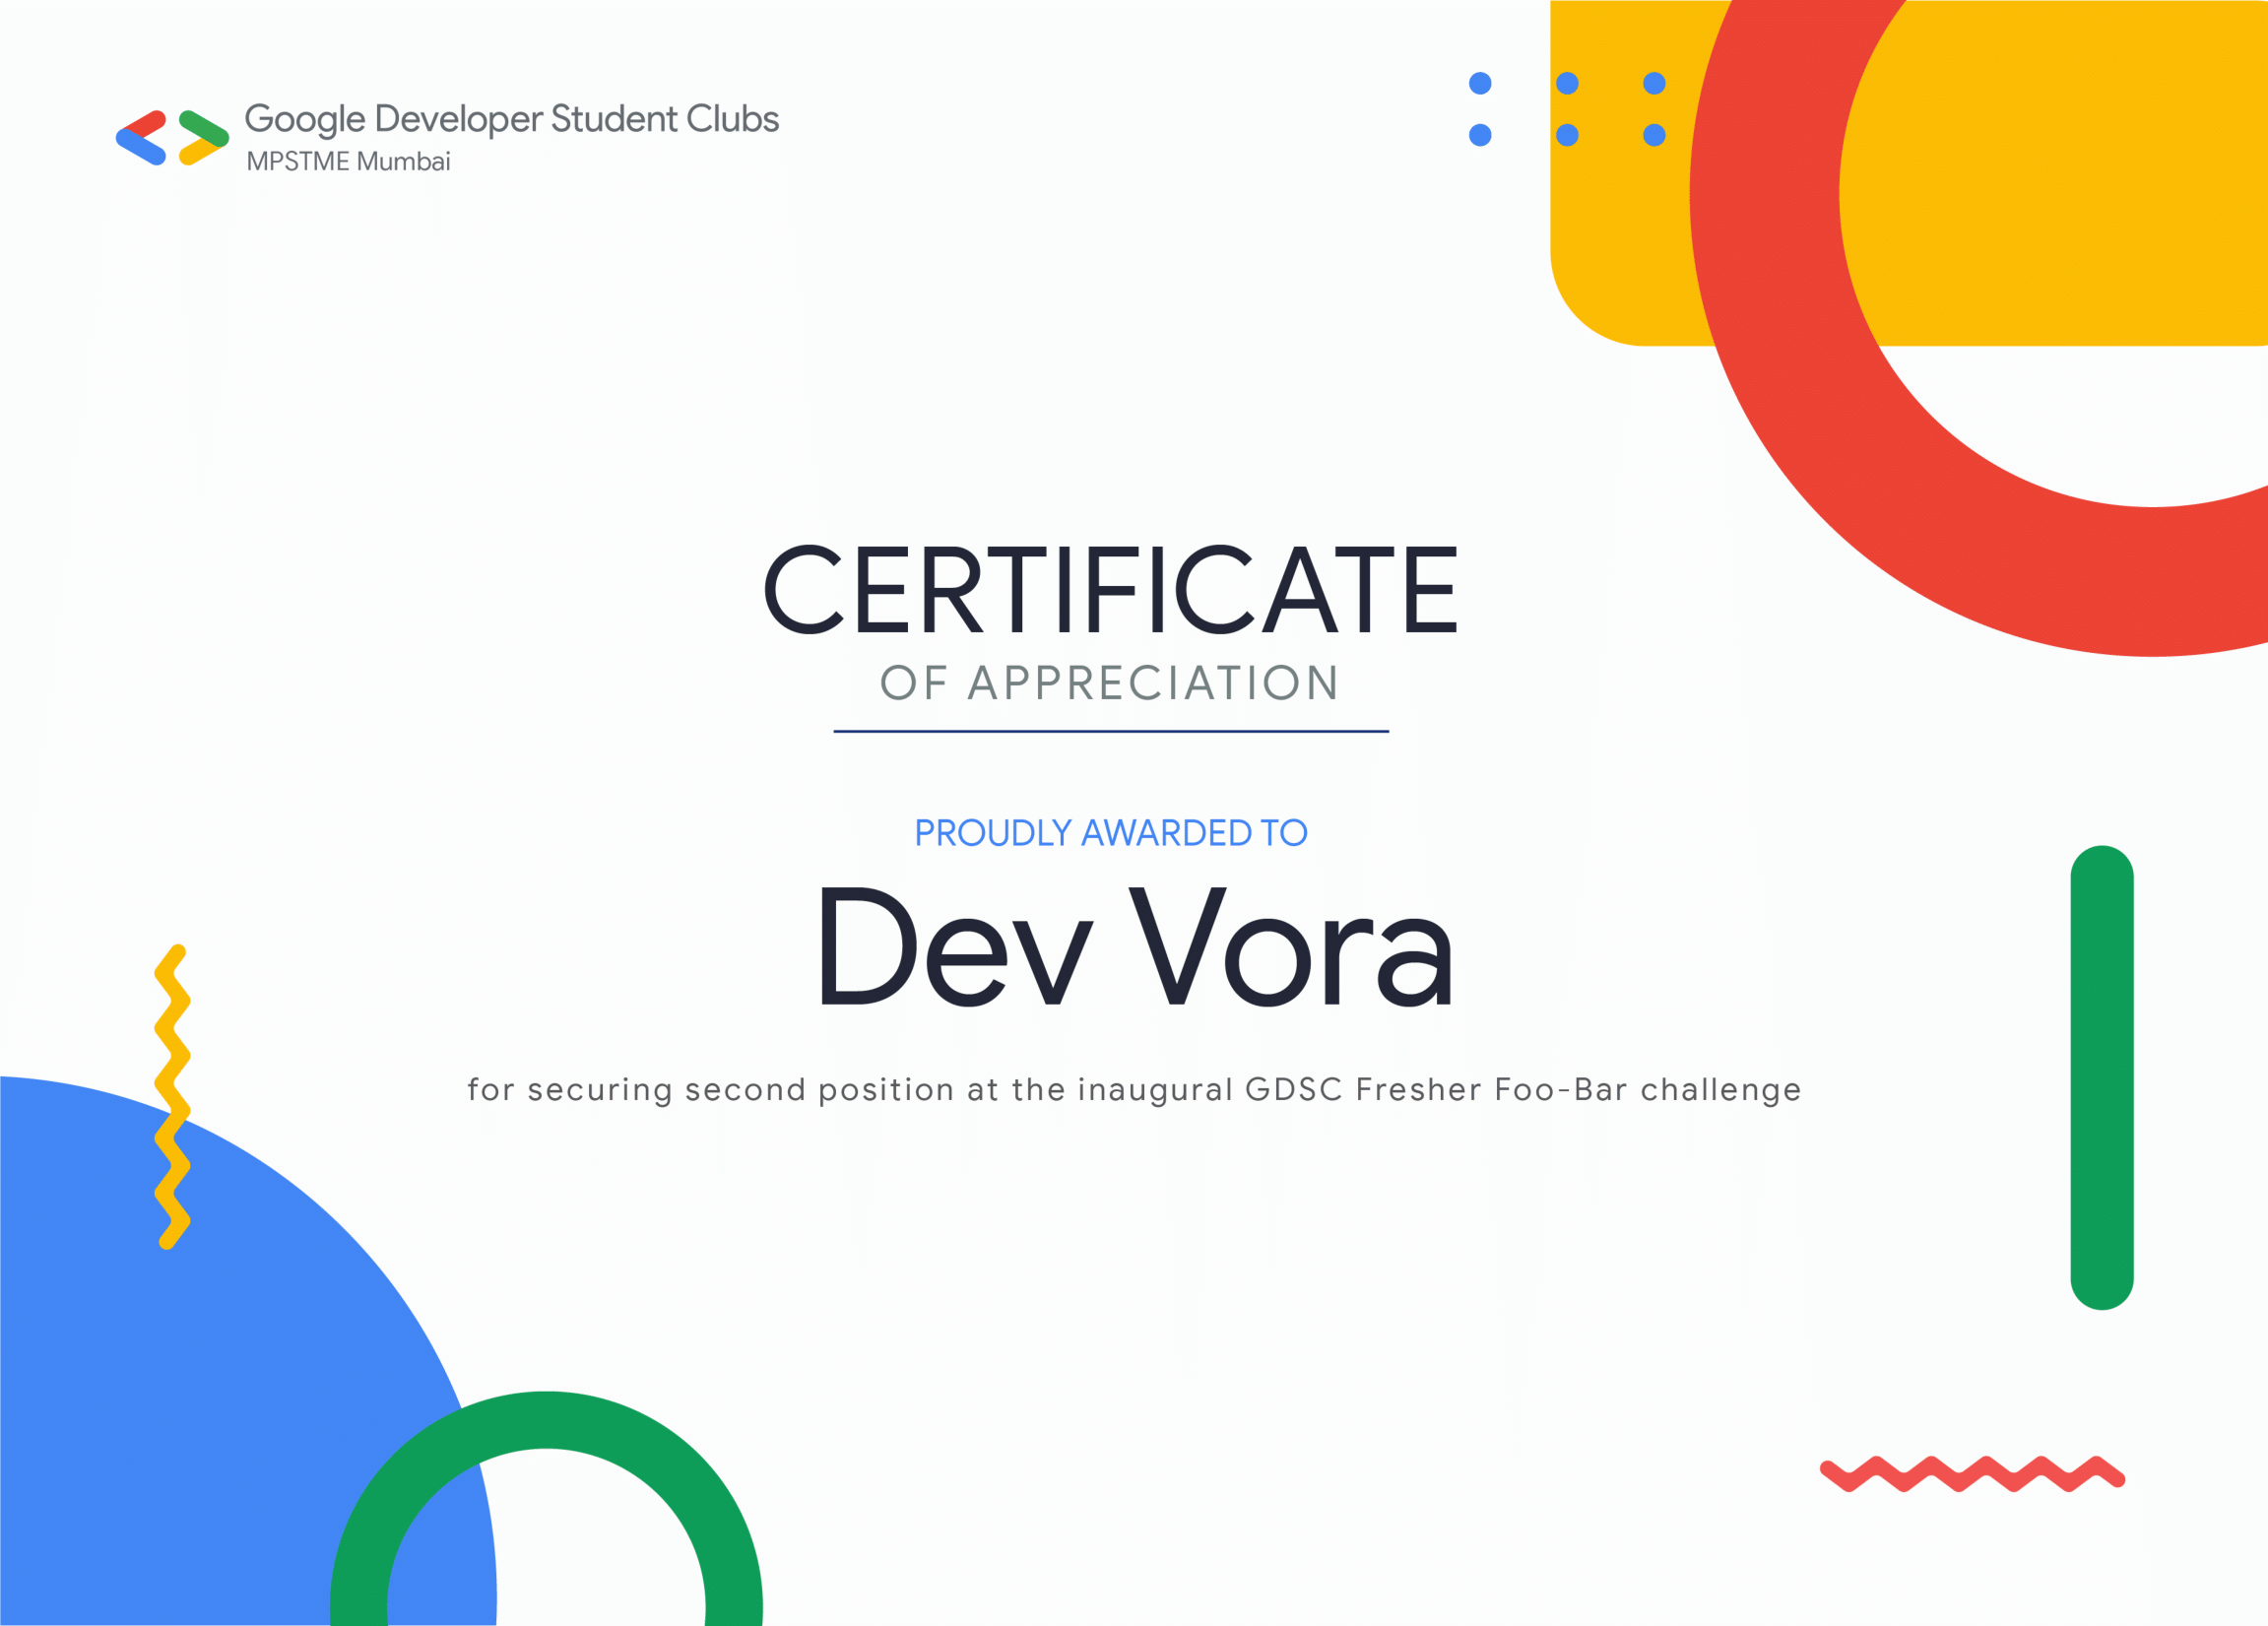 Google Developer Student Clubs
MPSTME Mumbai
CERTIFICATE
OF APPRECIATION
PROUDLY AWARDED TO
Dev Vora
for securing second position at the inaugural GDSC Fresher Foo-Bar challenge